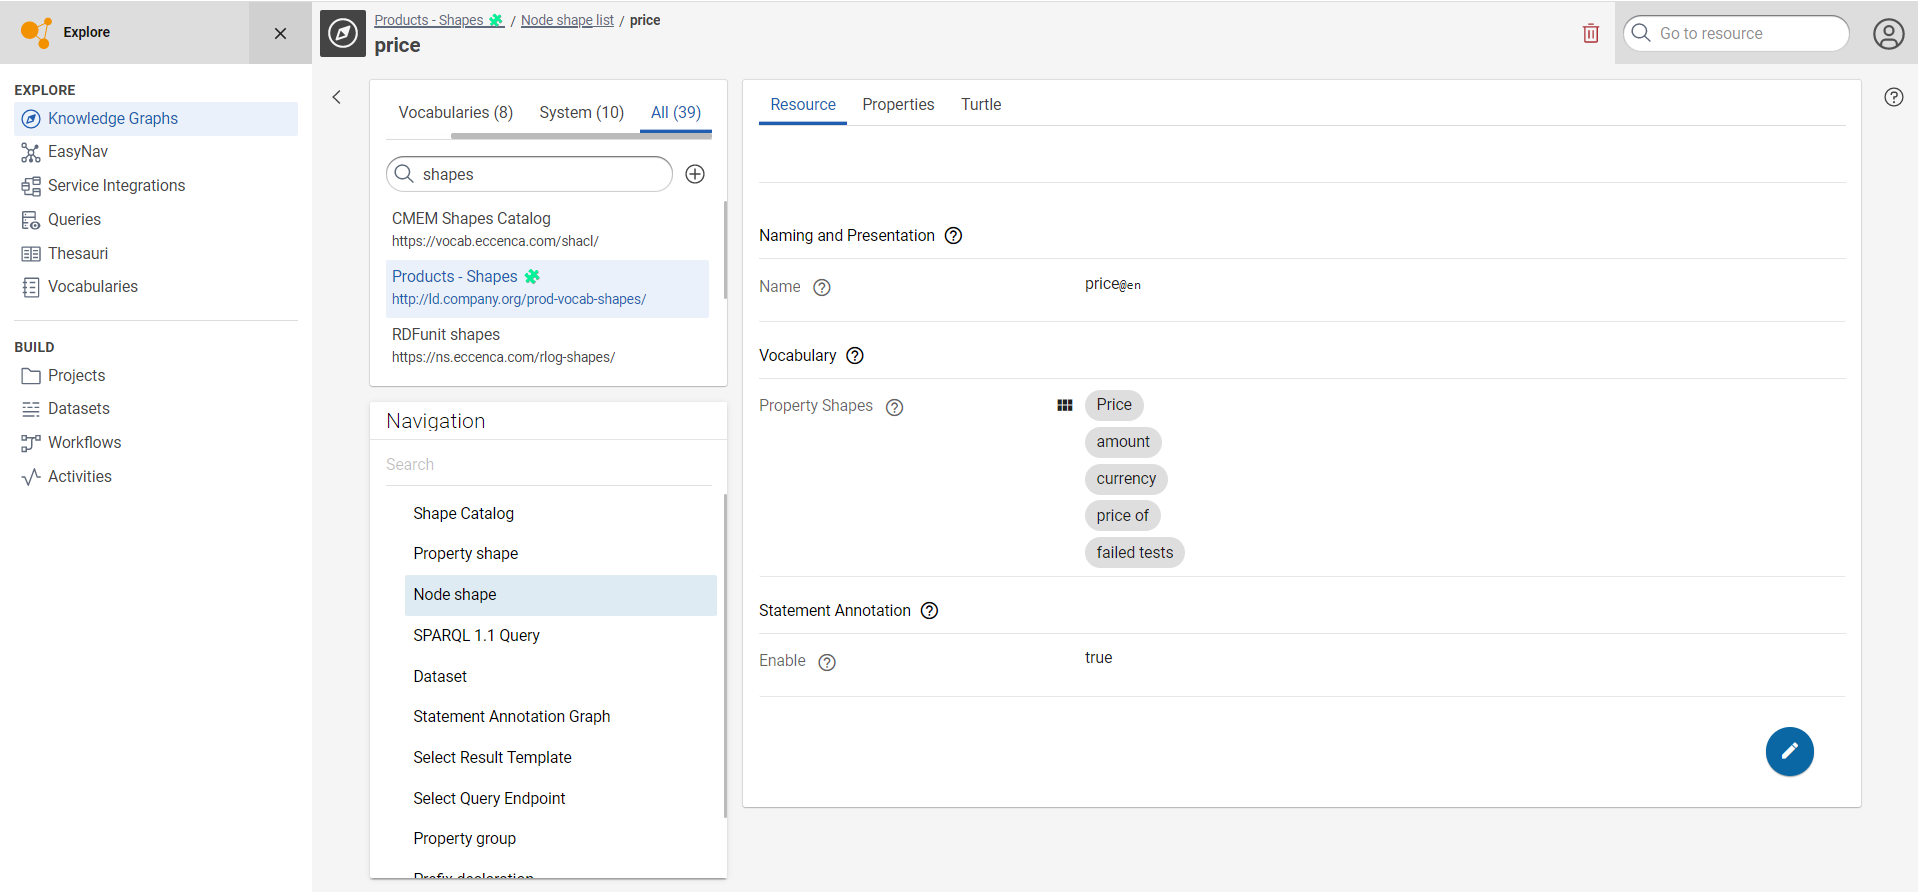 Explore
EXPLORE
Knowledge Graphs
EasyNav
Service Integrations
Queries
Thesauri
Vocabularies
BUILD
Projects
Datasets
Workflows
Activities
Products - Shapes / Node shape list / price
price
Go to resource
Vocabularies (8) System (10) All (39)
shapes
CMEM Shapes Catalog
https://vocab.eccenca.com/shacl/
Products - Shapes
http://ld.company.org/prod-vocab-shapes/
RDFunit shapes
https://ns.eccenca.com/rlog-shapes/
Navigation
Search
Shape Catalog
Property shape
Node shape
SPARQL 1.1 Query
Dataset
Statement Annotation Graph
Select Result Template
Select Query Endpoint
Property group
Prefix declaration
Resource Properties Turtle
Naming and Presentation
Name price@en
Vocabulary
Property Shapes Price
amount
currency
price of
failed tests
Statement Annotation
Enable true